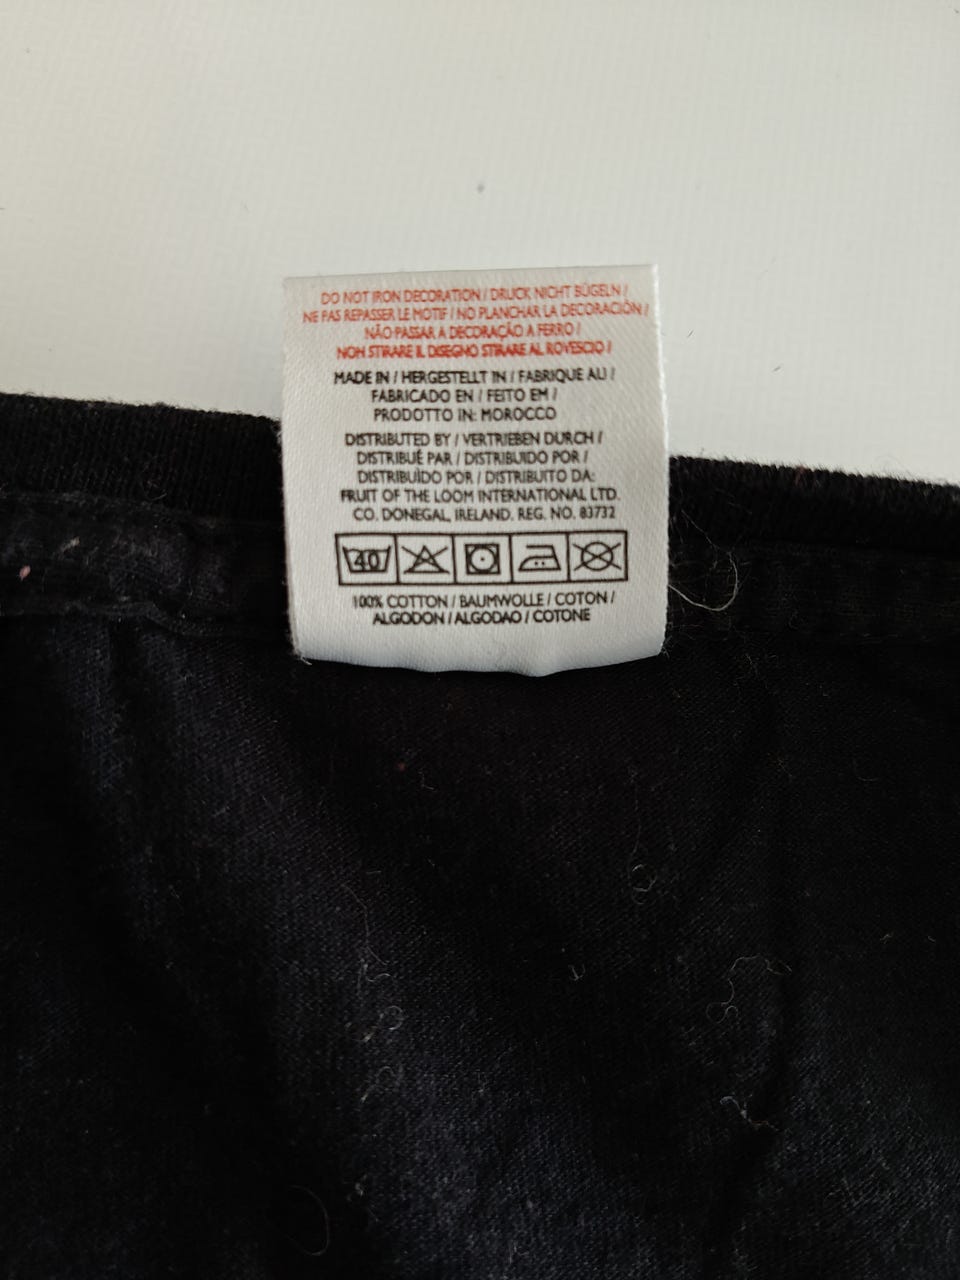 DO NOT IRON DECORATION / DRUCK NICHT BÜGELN /
NE PAS REPASSER LE MOTIF / NO PLANCHAR LA DECORACIÓN /
NÃO PASSAR A DECORAÇÃO A FERRO /
NON STIRARE IL DISEGNO STIRARE AL ROVESCIO /
MADE IN / HERGESTELLT IN / FABRIQUE AU /
FABRICADO EN / FEITO EM /
PRODOTTO IN: MOROCCO
DISTRIBUTED BY / VERTRIEBEN DURCH /
DISTRIBUÉ PAR / DISTRIBUIDO POR /
DISTRIBUÍDO POR / DISTRIBUITO DA:
FRUIT OF THE LOOM INTERNATIONAL LTD.
CO. DONEGAL, IRELAND. REG. NO. 83732
40
100% COTTON / BAUMWOLLE / COTON /
ALGODON / ALGODAO / COTONE